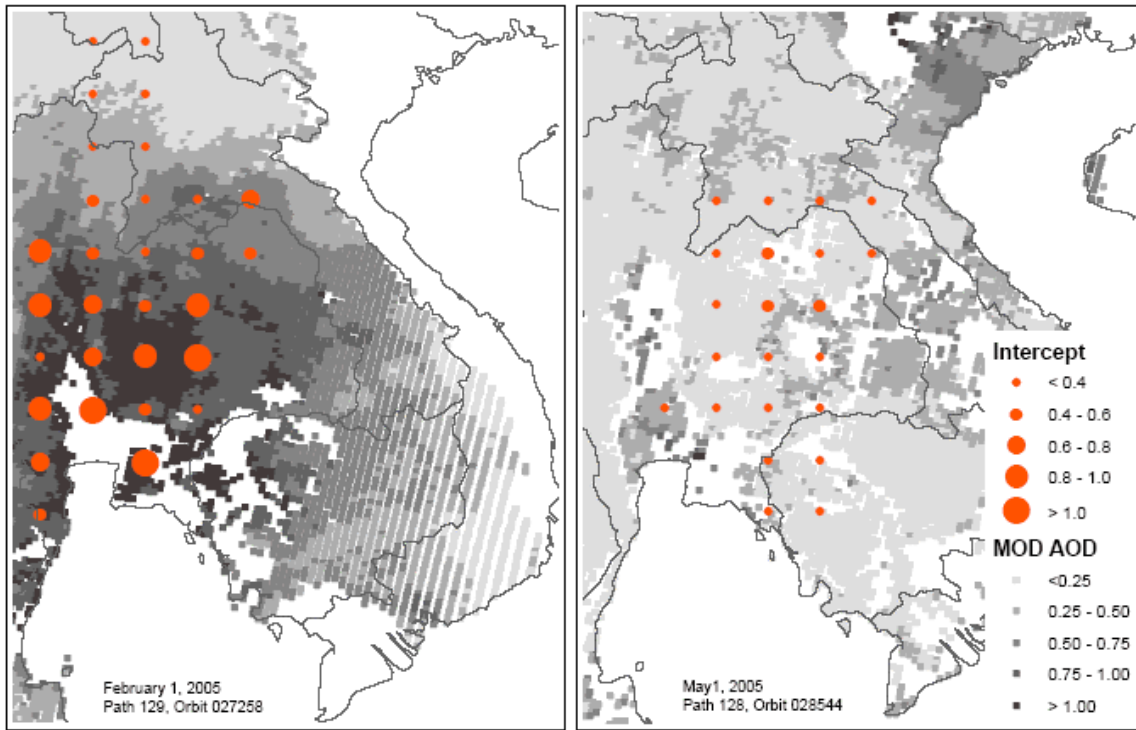 February 1, 2005
Path 129, Orbit 027258
May1, 2005
Path 128, Orbit 028544
Intercept
< 0.4
0.4 - 0.6
0.6 - 0.8
0.8 - 1.0
> 1.0
MOD AOD
<0.25
0.25 - 0.50
0.50 - 0.75
0.75 - 1.00
> 1.00